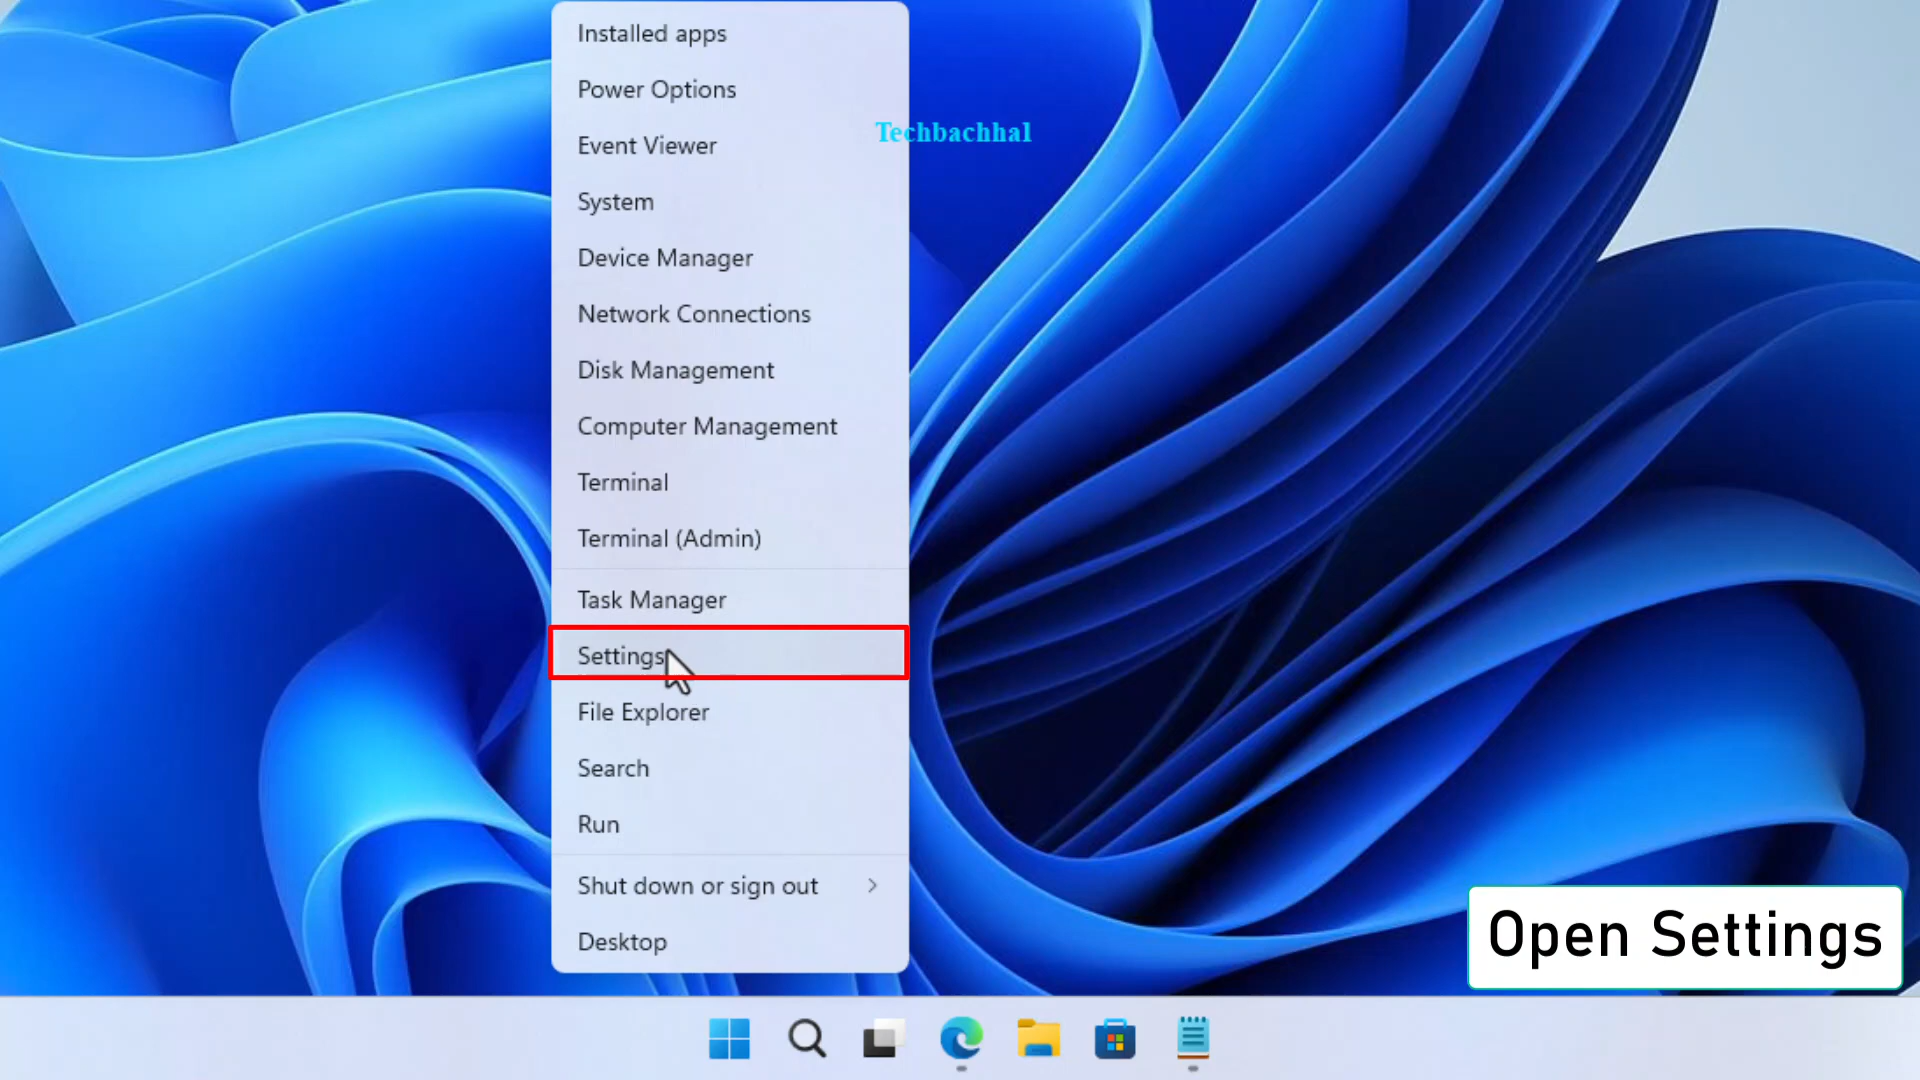 Installed apps
Power Options
Techbachhal
Event Viewer
System
Device Manager
Network Connections
Disk Management
Computer Management
Terminal
Terminal (Admin)
Task Manager
Settings
File Explorer
Search
Run
Shut down or sign out
Desktop
Open Settings